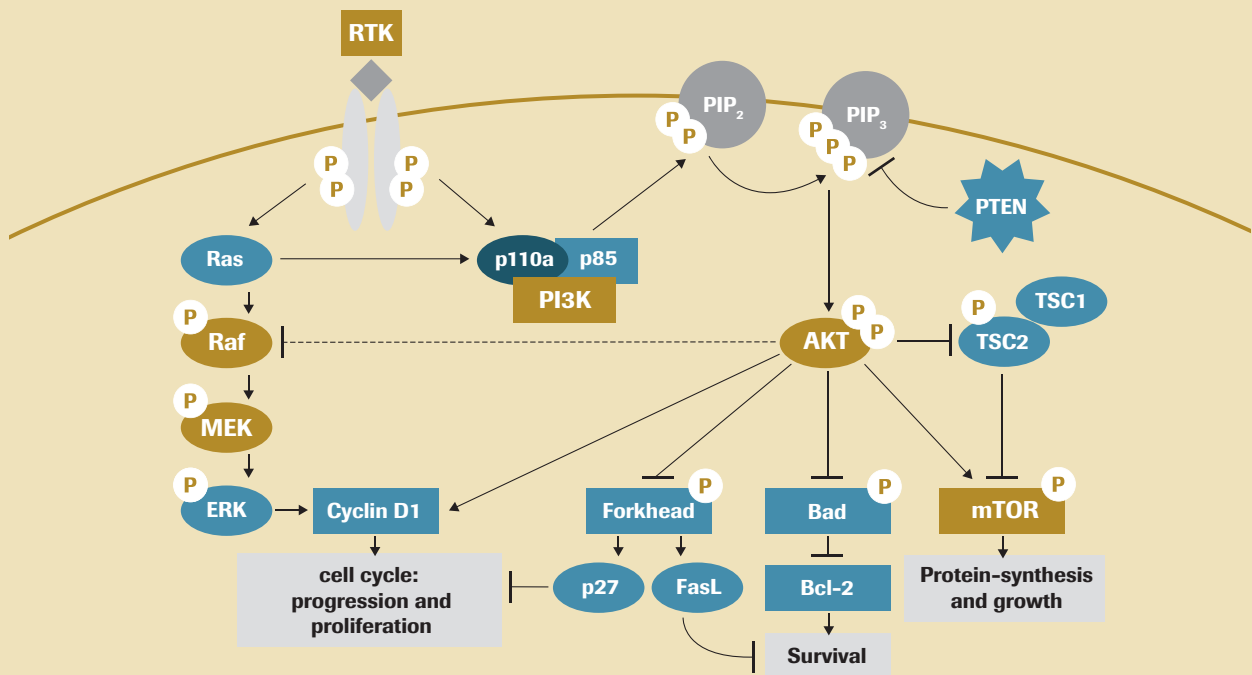 RTK
PIP2
P
P
PIP3
P
P
P
P
P
P
P
PTEN
Ras
p110a
p85
PI3K
TSC1
P
Raf
AKT
P
P
P
TSC2
P
MEK
P
ERK
Cyclin D1
Forkhead
P
Bad
P
mTOR
P
cell cycle:
progression and
proliferation
p27
FasL
Bcl-2
Protein-synthesis
and growth
Survival